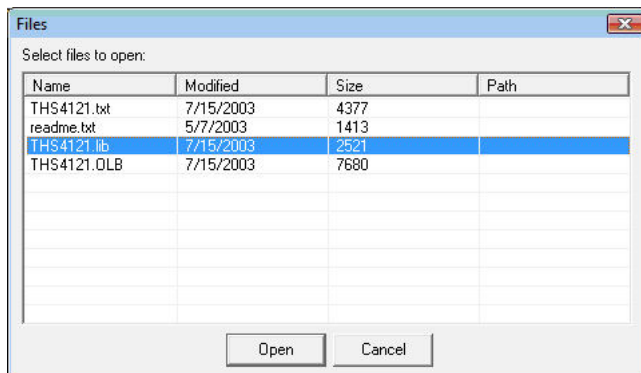 Files
Select files to open:
Name Modified Size Path
THS4121.txt 7/15/2003 4377
readme.txt 5/7/2003 1413
THS4121.lib 7/15/2003 2521
THS4121.OLB 7/15/2003 7680
Open Cancel